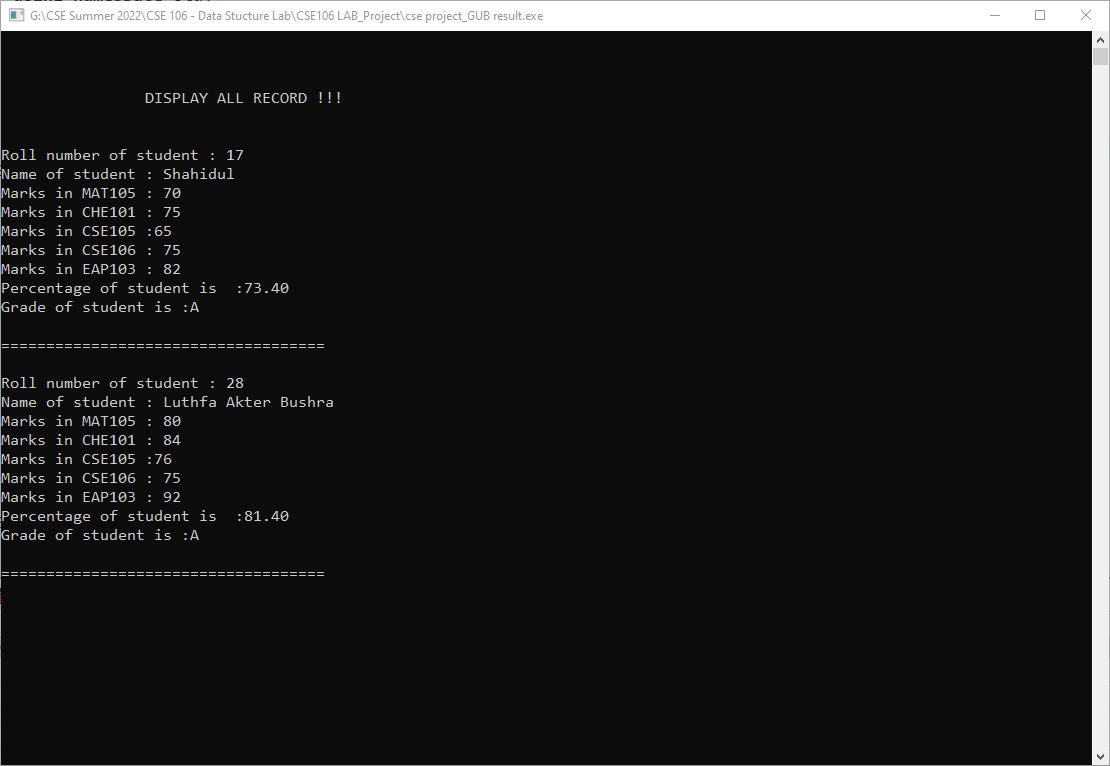 G:\CSE Summer 2022\CSE 106 - Data Stucture Lab\CSE106 LAB_Project\cse project_GUB result.exe
DISPLAY ALL RECORD !!!
Roll number of student : 17
Name of student : Shahidul
Marks in MAT105 : 70
Marks in CHE101 : 75
Marks in CSE105 :65
Marks in CSE106 : 75
Marks in EAP103 : 82
Percentage of student is  :73.40
Grade of student is :A
====================================
Roll number of student : 28
Name of student : Luthfa Akter Bushra
Marks in MAT105 : 80
Marks in CHE101 : 84
Marks in CSE105 :76
Marks in CSE106 : 75
Marks in EAP103 : 92
Percentage of student is  :81.40
Grade of student is :A
====================================